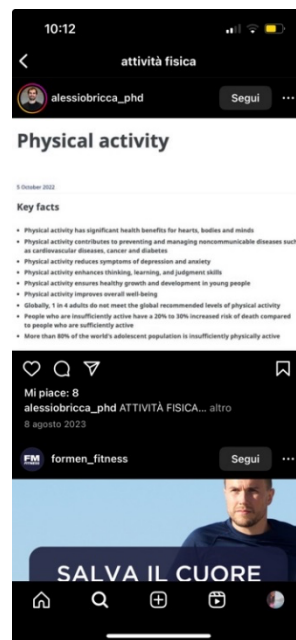 10:12
attività fisica
alessiobricca_phd
Segui
Physical activity
5 October 2022
Key facts
• Physical activity has significant health benefits for hearts, bodies and minds
• Physical activity contributes to preventing and managing noncommunicable diseases such
as cardiovascular diseases, cancer and diabetes
• Physical activity reduces symptoms of depression and anxiety
• Physical activity enhances thinking, learning, and judgment skills
• Physical activity ensures healthy growth and development in young people
• Physical activity improves overall well-being
• Globally, 1 in 4 adults do not meet the global recommended levels of physical activity
• People who are insufficiently active have a 20% to 30% increased risk of death compared
to people who are sufficiently active
• More than 80% of the world's adolescent population is insufficiently physically active
Mi piace: 8
alessiobricca_phd ATTIVITÀ FISICA... altro
8 agosto 2023
FM
FITNESS
formen_fitness
Segui
SALVA IL CUORE